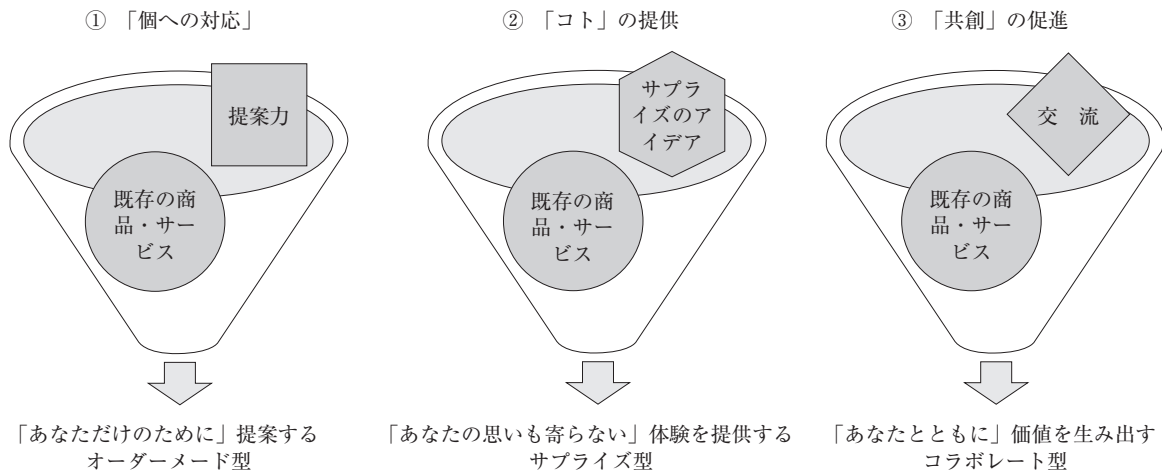 ① 「個への対応」
提案力
既存の商
品・サー
ビス
「あなただけのために」提案する
オーダーメード型
② 「コト」の提供
サプラ
イズのア
イデア
既存の商
品・サー
ビス
「あなたの思いも寄らない」体験を提供する
サプライズ型
③ 「共創」の促進
交　流
既存の商
品・サー
ビス
「あなたとともに」価値を生み出す
コラボレート型